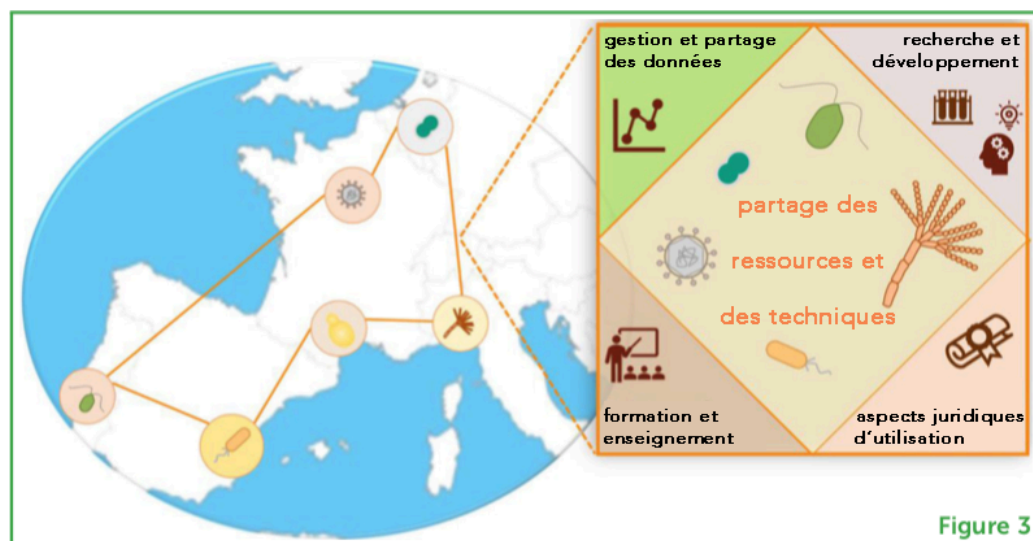 gestion et partage
des données
recherche et
développement
partage des
ressources et
des techniques
formation et
enseignement
aspects juridiques
d'utilisation
Figure 3